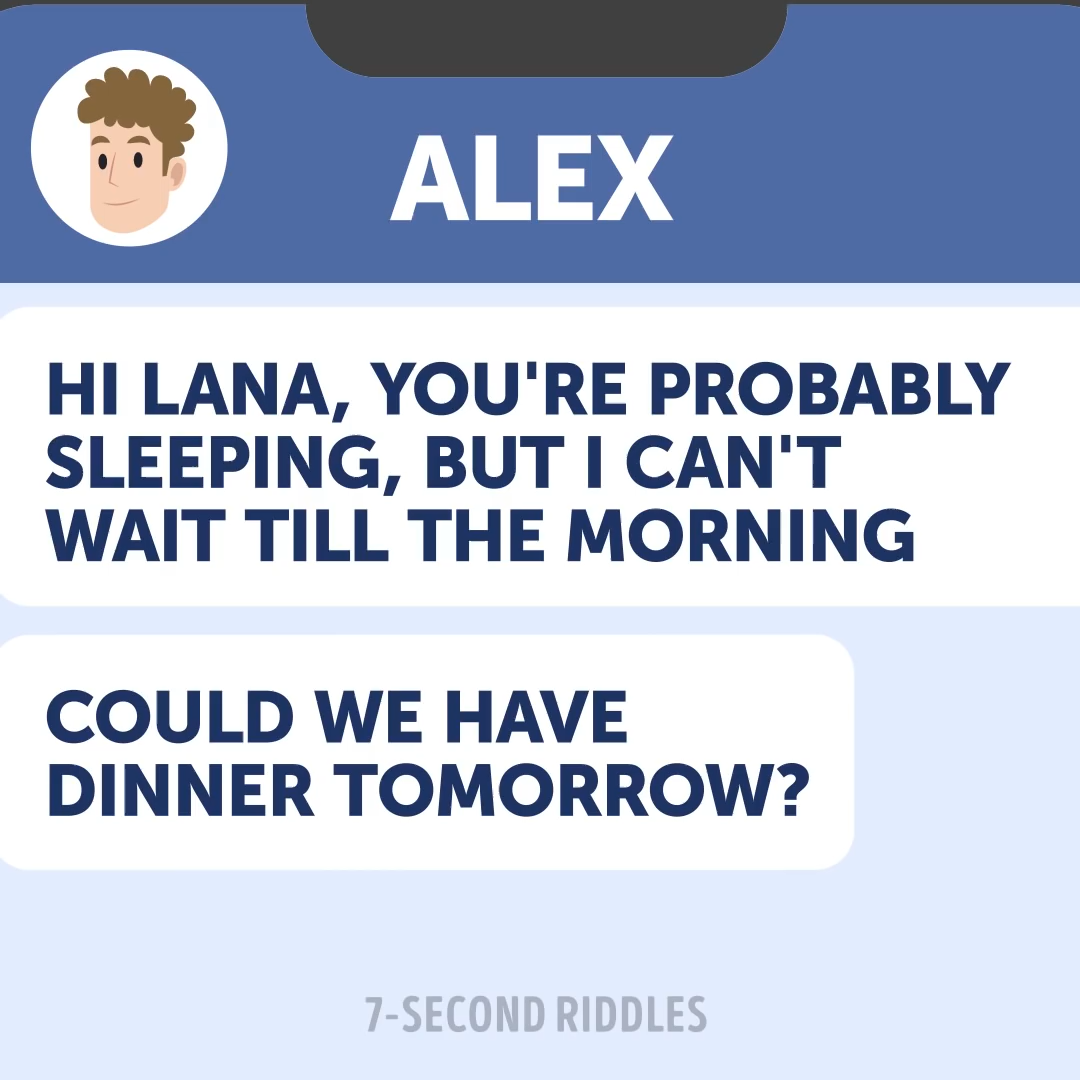 ALEX
HI LANA, YOU'RE PROBABLY
SLEEPING, BUT I CAN'T
WAIT TILL THE MORNING
COULD WE HAVE
DINNER TOMORROW?
7-SECOND RIDDLES